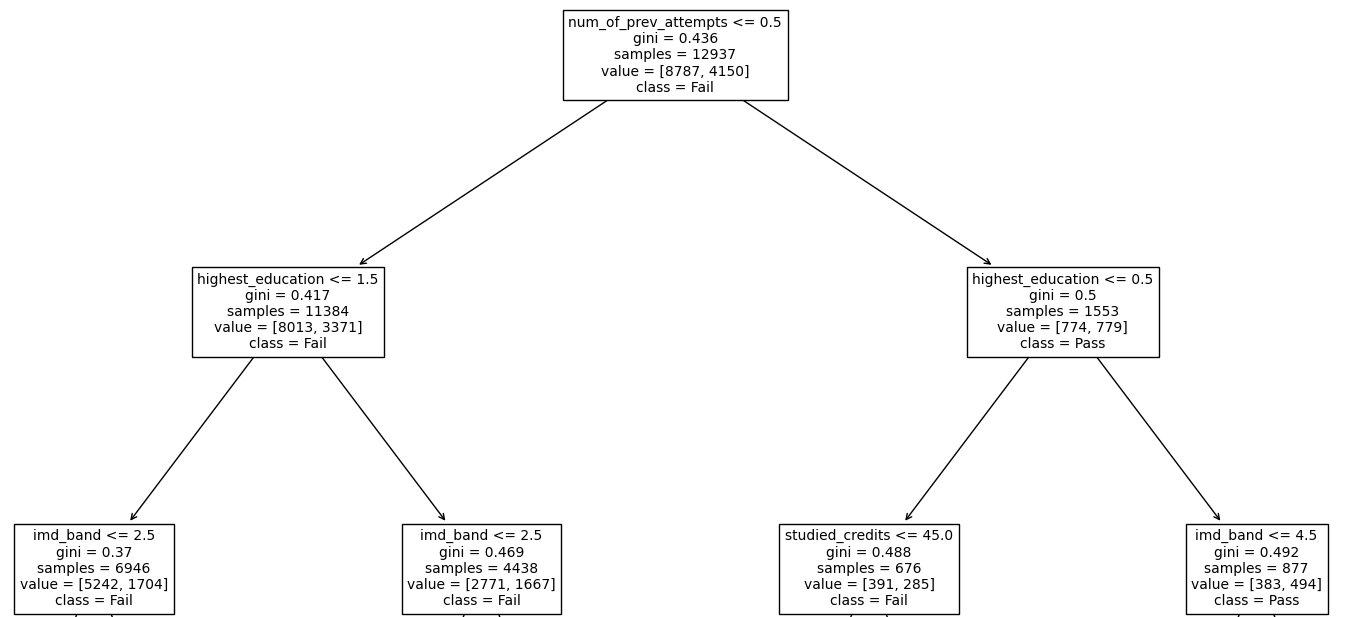 num_of_prev_attempts <= 0.5
gini = 0.436
samples = 12937
value = [8787, 4150]
class = Fail
highest_education <= 1.5
gini = 0.417
samples = 11384
value = [8013, 3371]
class = Fail
highest_education <= 0.5
gini = 0.5
samples = 1553
value = [774, 779]
class = Pass
imd_band <= 2.5
gini = 0.37
samples = 6946
value = [5242, 1704]
class = Fail
imd_band <= 2.5
gini = 0.469
samples = 4438
value = [2771, 1667]
class = Fail
studied_credits <= 45.0
gini = 0.488
samples = 676
value = [391, 285]
class = Fail
imd_band <= 4.5
gini = 0.492
samples = 877
value = [383, 494]
class = Pass